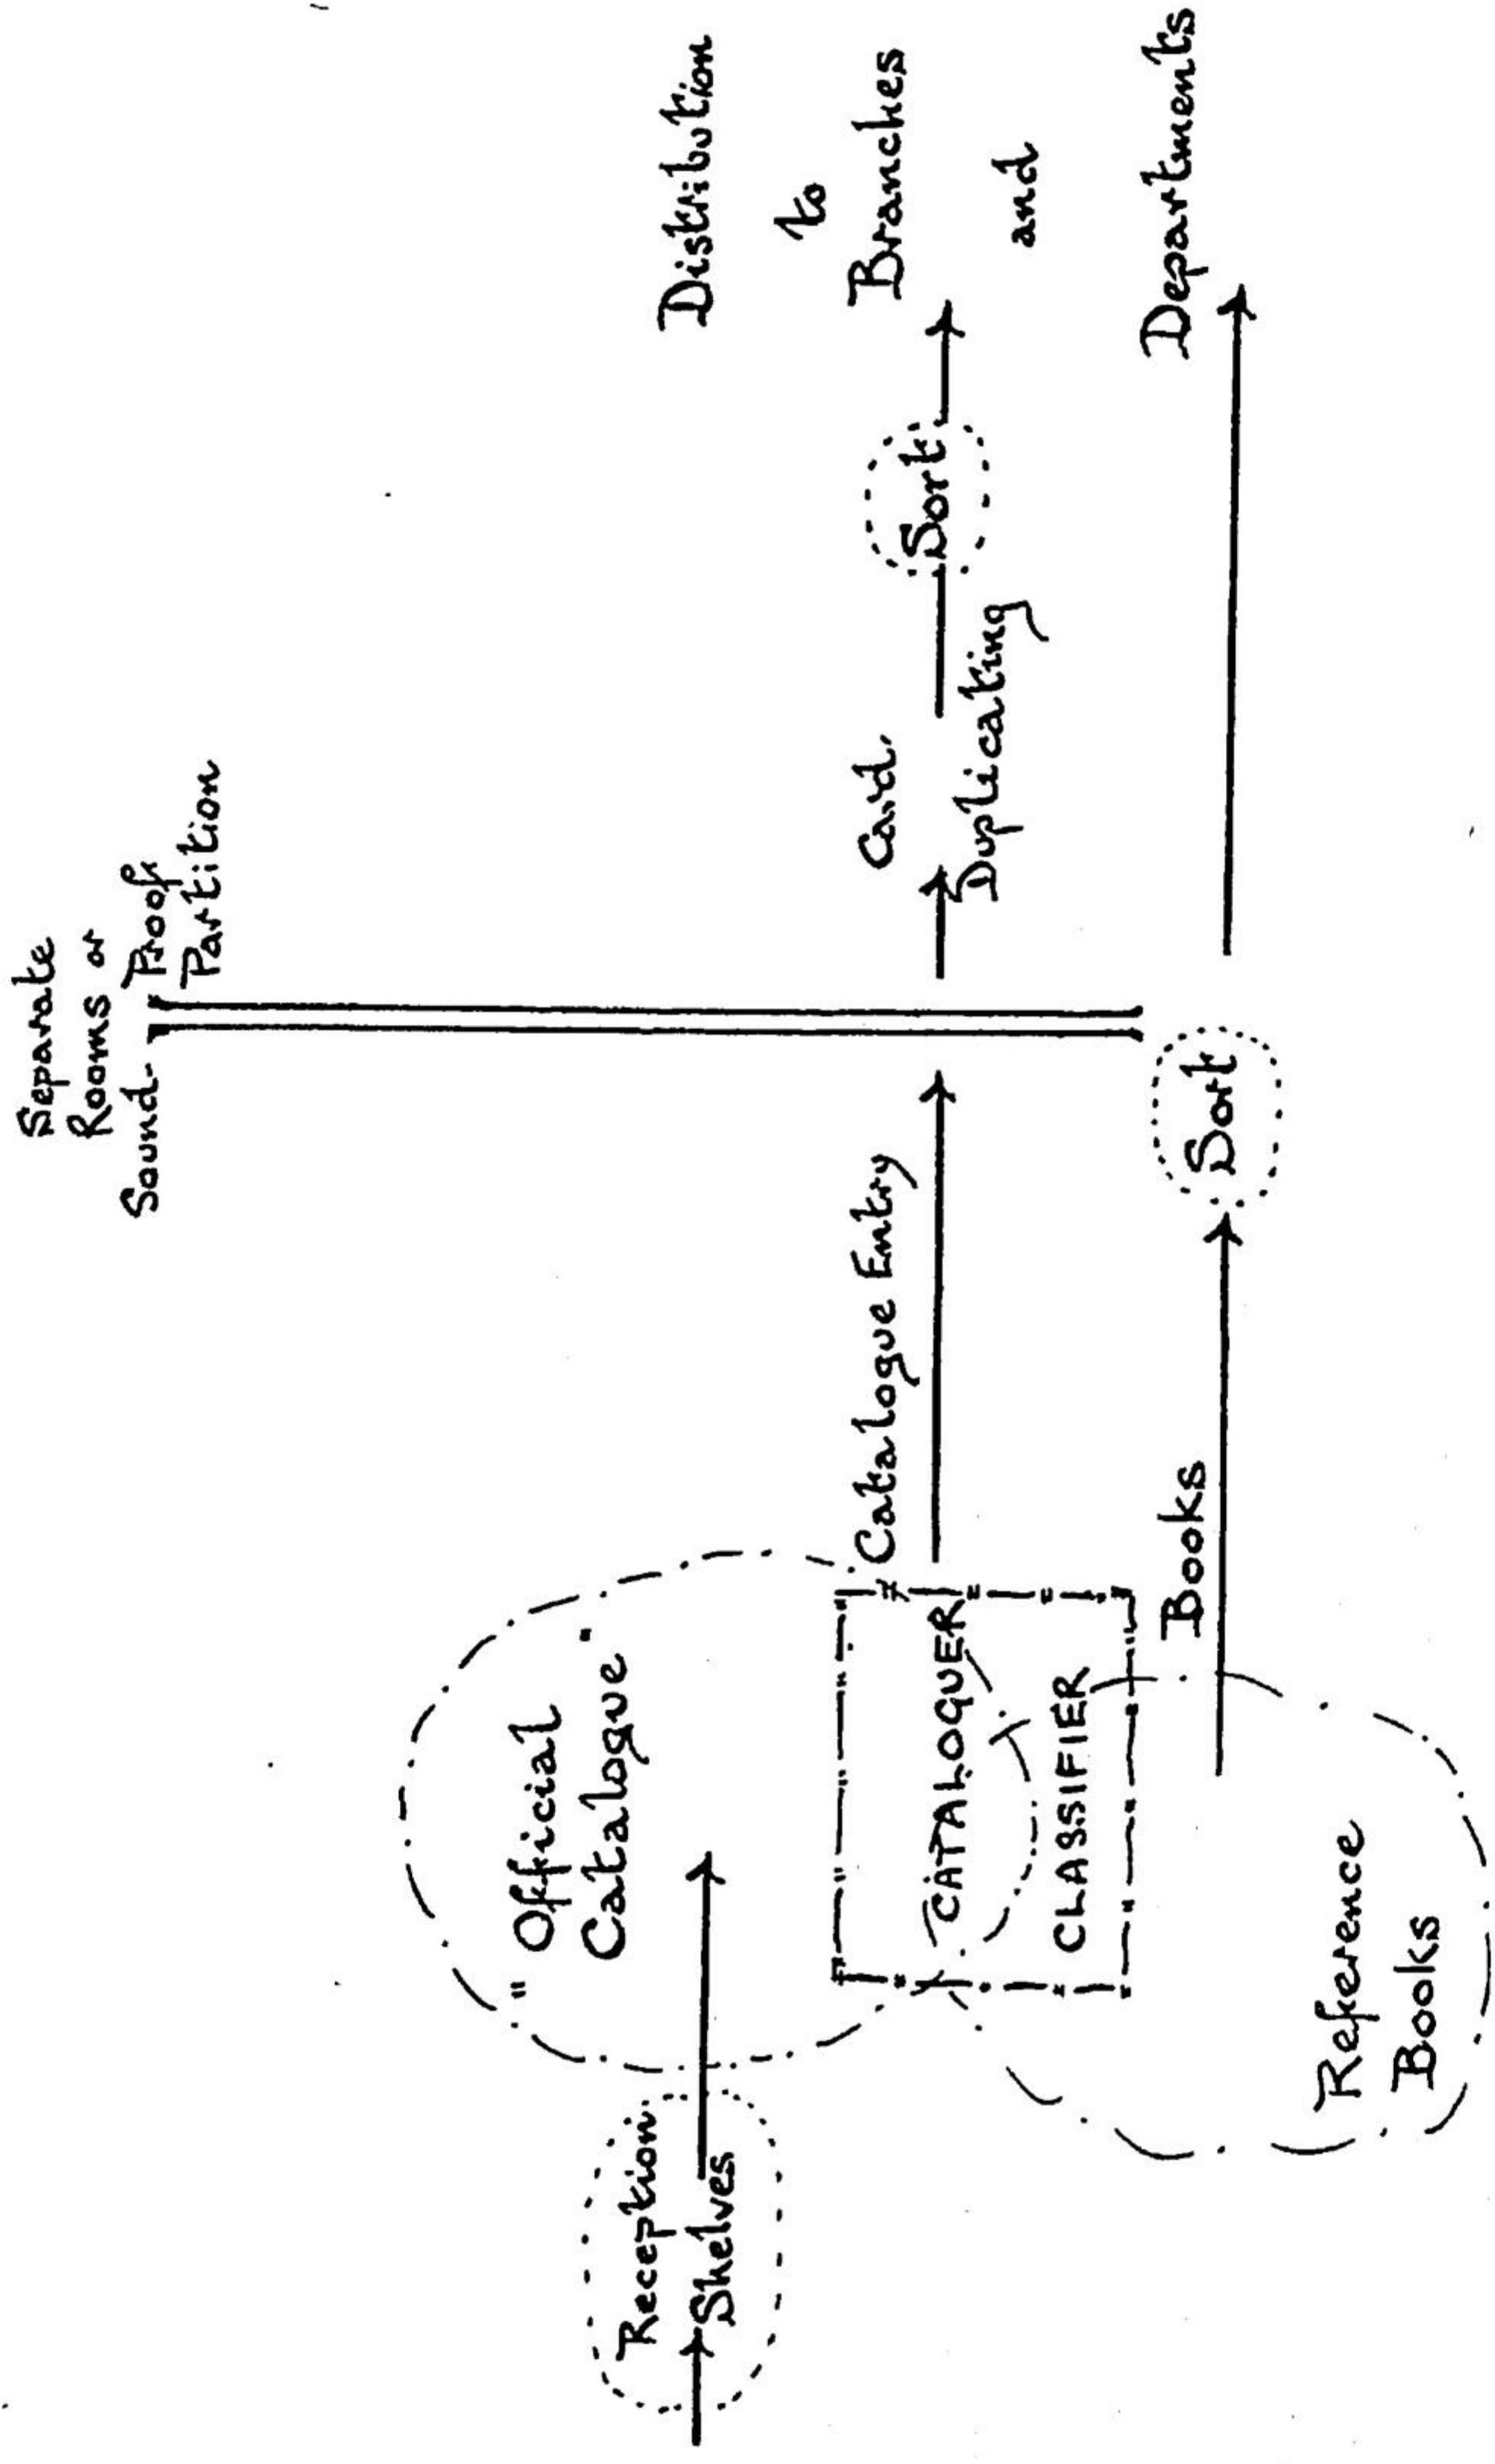 Separate
Rooms or
Sound- Proof
Partition
Reception
Shelves
"Official
Catalogue"
CATALOGUER
CLASSIFIER
Reference
Books
Catalogue Entry
Books
Sort
Card
Duplicating
Sort
Distribution
to
Branches
and
Departments